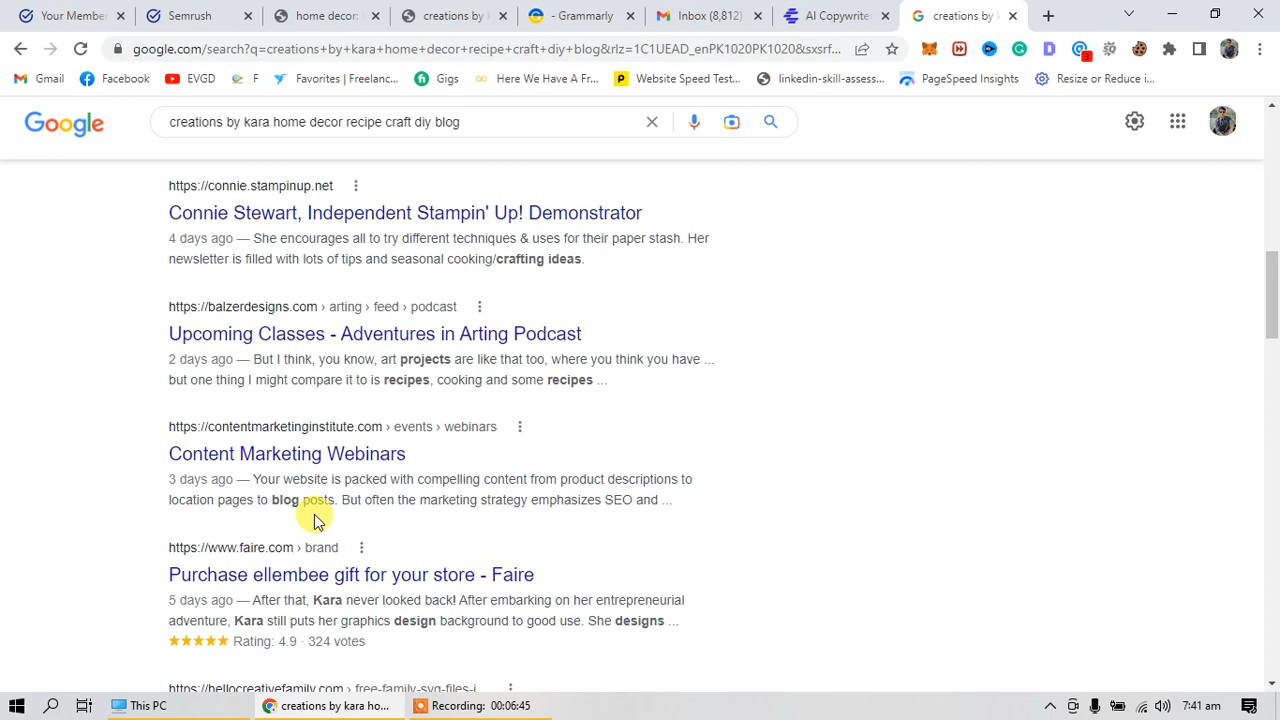 Your Member
Semrush
home decor
creations by k
- Grammarly
Inbox (8,812)
AI Copywrite
creations by k
google.com/search?q=creations+by+kara+home+decor+recipe+craft+diy+blog&rlz=1C1UEAD_enPK1020PK1020&sxsrf...
3
Gmail
Facebook
EVGD
F
Favorites | Freelanc...
Gigs
Here We Have A Fr...
Website Speed Test...
linkedin-skill-assess...
PageSpeed Insights
Resize or Reduce i...
Google
creations by kara home decor recipe craft diy blog
https://connie.stampinup.net
Connie Stewart, Independent Stampin' Up! Demonstrator
4 days ago — She encourages all to try different techniques & uses for their paper stash. Her
newsletter is filled with lots of tips and seasonal cooking/crafting ideas.
https://balzerdesigns.com › arting › feed › podcast
Upcoming Classes - Adventures in Arting Podcast
2 days ago — But I think, you know, art projects are like that too, where you think you have ...
but one thing I might compare it to is recipes, cooking and some recipes ...
https://contentmarketinginstitute.com › events › webinars
Content Marketing Webinars
3 days ago — Your website is packed with compelling content from product descriptions to
location pages to blog posts. But often the marketing strategy emphasizes SEO and ...
https://www.faire.com › brand
Purchase ellembee gift for your store - Faire
5 days ago — After that, Kara never looked back! After embarking on her entrepreneurial
adventure, Kara still puts her graphics design background to good use. She designs ...
Rating: 4.9 · 324 votes
https://hellocreativefamily.com › free-family-svg-files-i...
This PC
creations by kara ho...
Recording: 00:06:45
7:41 am